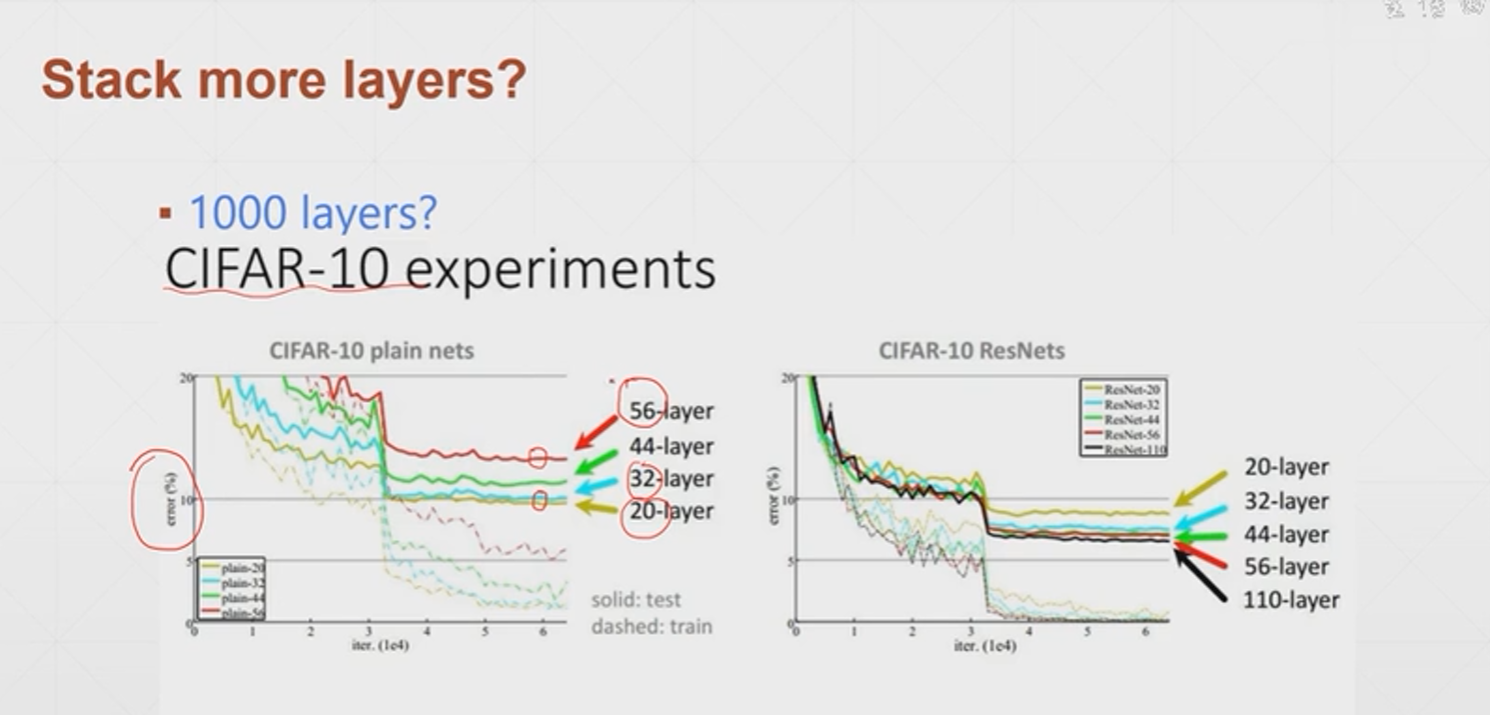 Stack more layers?
1000 layers?
CIFAR-10 experiments
CIFAR-10 plain nets
20
10
5
0
error (%)
plain-20
plain-32
plain-44
plain-56
0 1 2 3 4 5 6
iter. (1e4)
56-layer
44-layer
32-layer
20-layer
solid: test
dashed: train
CIFAR-10 ResNets
20
10
5
0
error (%)
ResNet-20
ResNet-32
ResNet-44
ResNet-56
ResNet-110
0 1 2 3 4 5 6
iter. (1e4)
20-layer
32-layer
44-layer
56-layer
110-layer